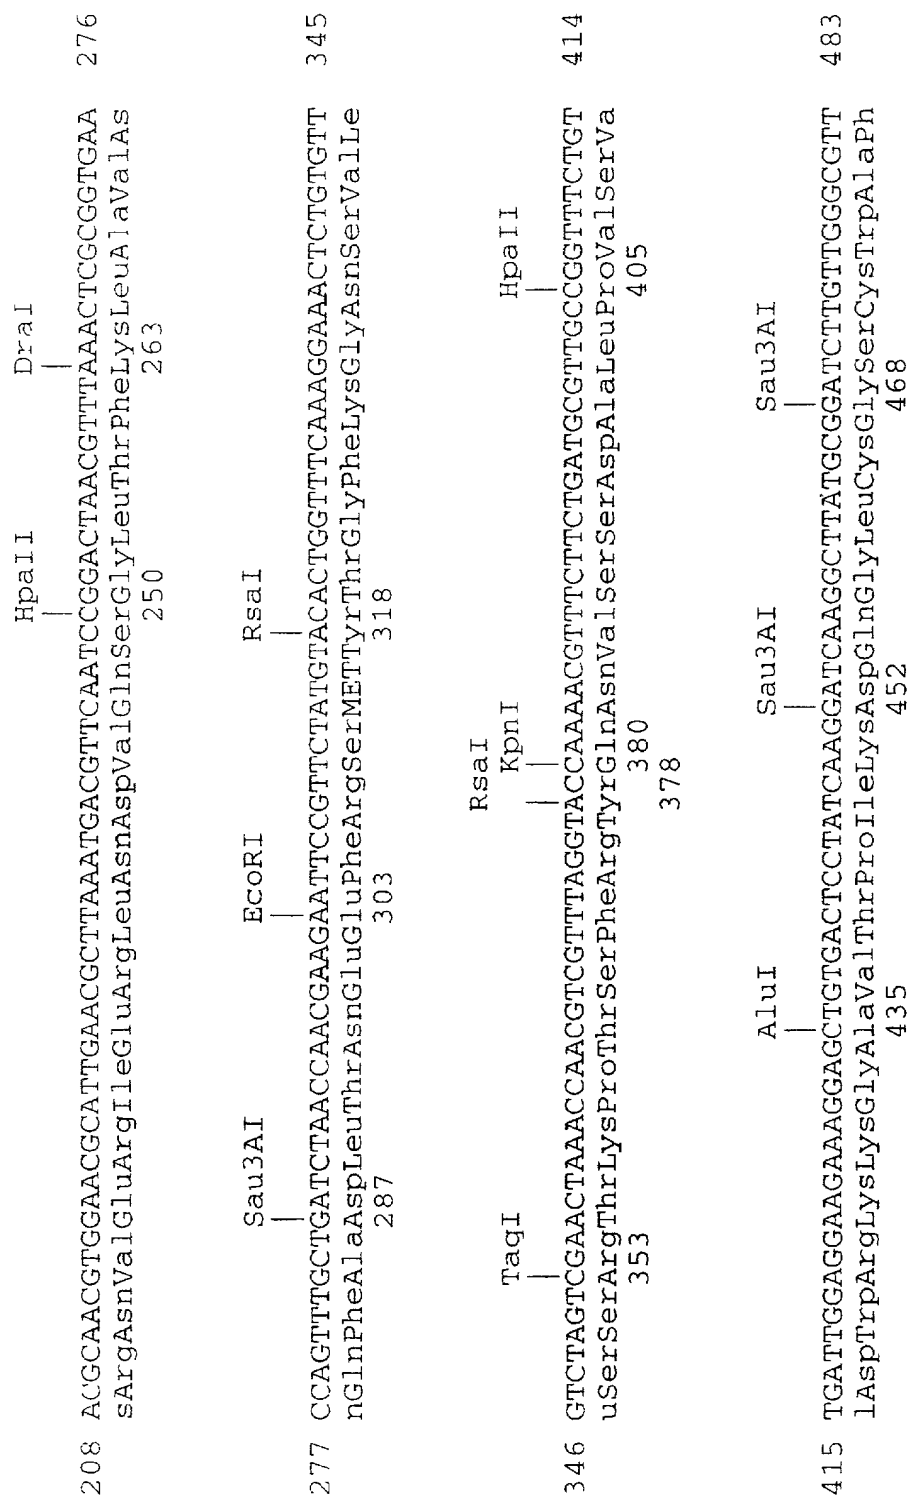 HpaII DraI
208 ACGCAACGTGGAACGCATTGAACGCTTAAATGACGTTCAATCCGGACTAACGTTTAAACTCGCGGTGAA 276
sArgAsnValGluArgIleGluArgLeuAsnAspValGlnSerGlyLeuThrPheLysLeuAlaValAs
250 263
Sau3AI EcoRI RsaI
277 CCAGTTTGCTGATCTAACCAACGAAGAATTCCGTTCTATGTACACTGGTTTCAAAGGAAACTCTGTGTT 345
nGlnPheAlaAspLeuThrAsnGluGluPheArgSerMETTyrThrGlyPheLysGlyAsnSerValLe
287 303 318
RsaI
TaqI KpnI HpaII
346 GTCTAGTCGAACTAAACCAACGTCGTTTAGGTACCAAAACGTTTCTTCTGATGCGTTGCCGGTTTCTGT 414
uSerSerArgThrLysProThrSerPheArgTyrGlnAsnValSerSerAspAlaLeuProValSerVa
353 380 405
378
AluI Sau3AI Sau3AI
415 TGATTGGAGGAAGAAAGGAGCTGTGACTCCTATCAAGGATCAAGGCTTATGCGGATCTTGTTGGGCGTT 483
lAspTrpArgLysLysGlyAlaValThrProIleLysAspGlnGlyLeuCysGlySerCysTrpAlaPh
435 452 468